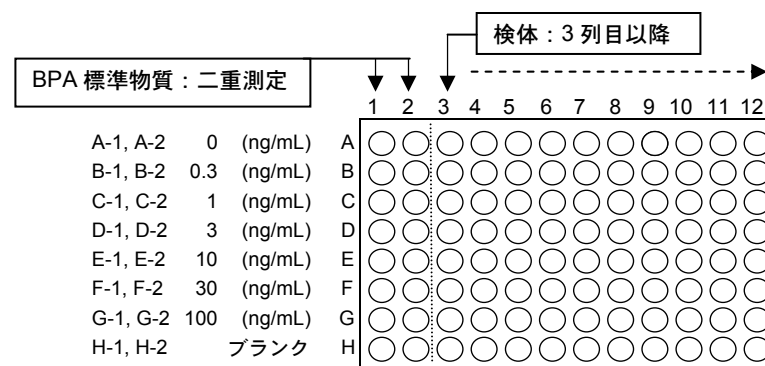 検体：3 列目以降
BPA 標準物質：二重測定
1 2 3 4 5 6 7 8 9 10 11 12
A-1, A-2 0 (ng/mL) A
B-1, B-2 0.3 (ng/mL) B
C-1, C-2 1 (ng/mL) C
D-1, D-2 3 (ng/mL) D
E-1, E-2 10 (ng/mL) E
F-1, F-2 30 (ng/mL) F
G-1, G-2 100 (ng/mL) G
H-1, H-2 ブランク H